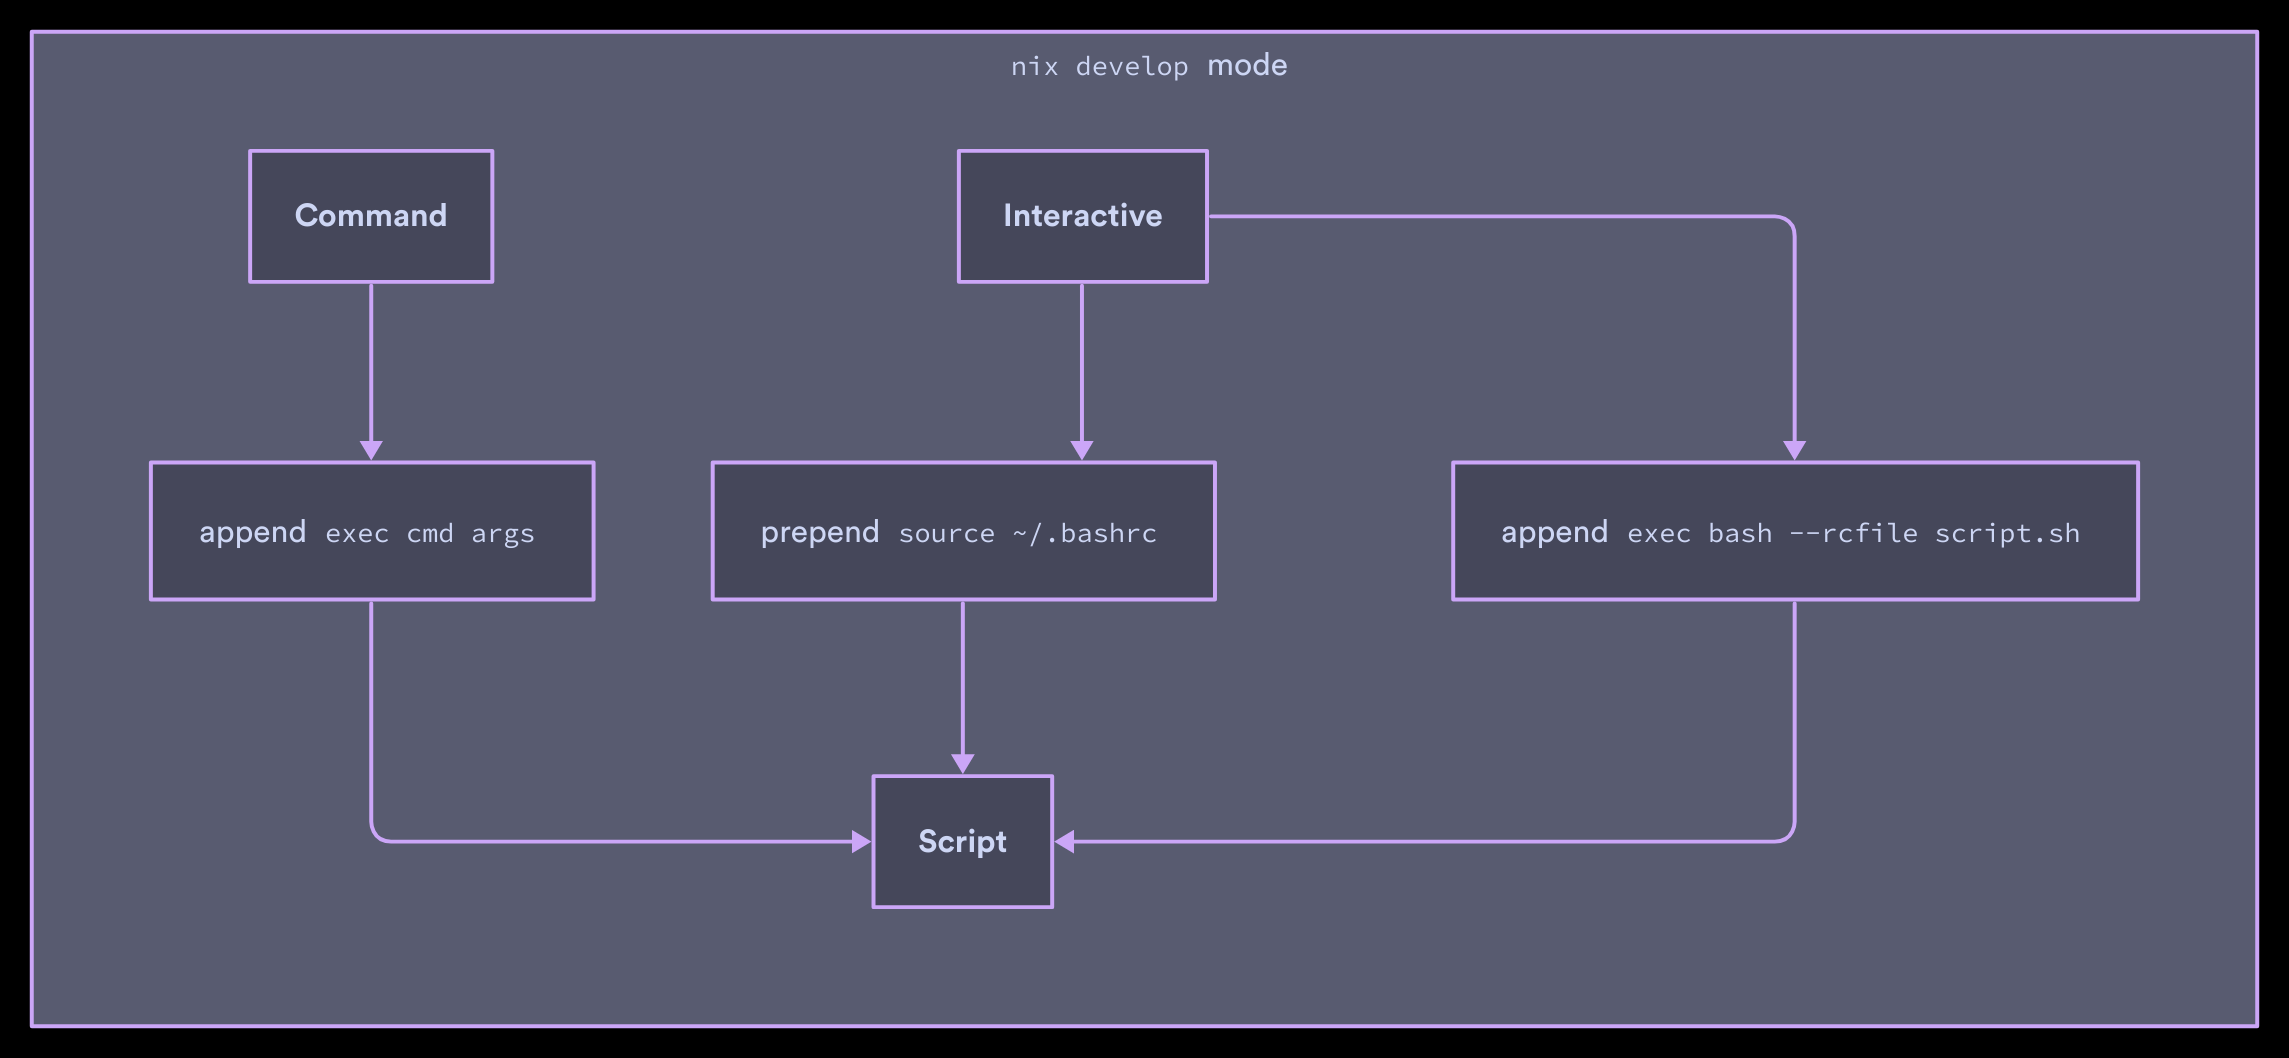 nix develop mode
Command
Interactive
append exec cmd args
prepend source ~/.bashrc
append exec bash --rcfile script.sh
Script